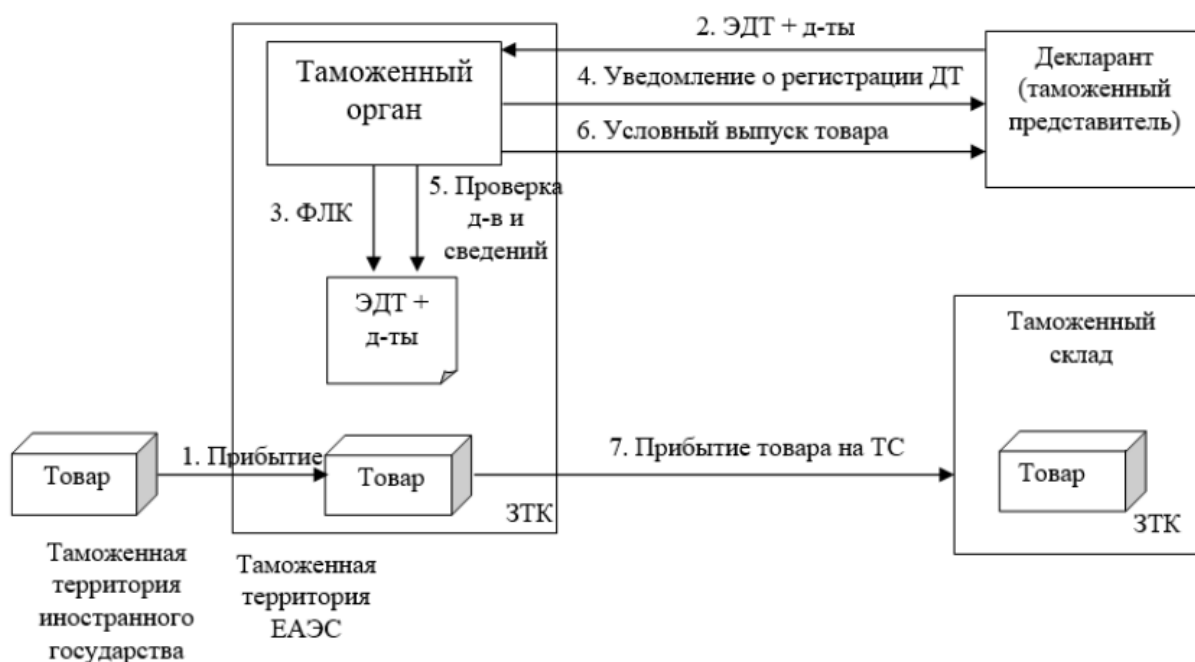 2. ЭДТ + д-ты
Таможенный
орган
4. Уведомление о регистрации ДТ
6. Условный выпуск товара
Декларант
(таможенный
представитель)
3. ФЛК
5. Проверка
д-в и
сведений
ЭДТ +
д-ты
Таможенный
склад
Товар
1. Прибытие
Товар
ЗТК
7. Прибытие товара на ТС
Товар
ЗТК
Таможенная
территория
иностранного
государства
Таможенная
территория
ЕАЭС